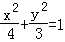 x²/4 + y²/3 = 1